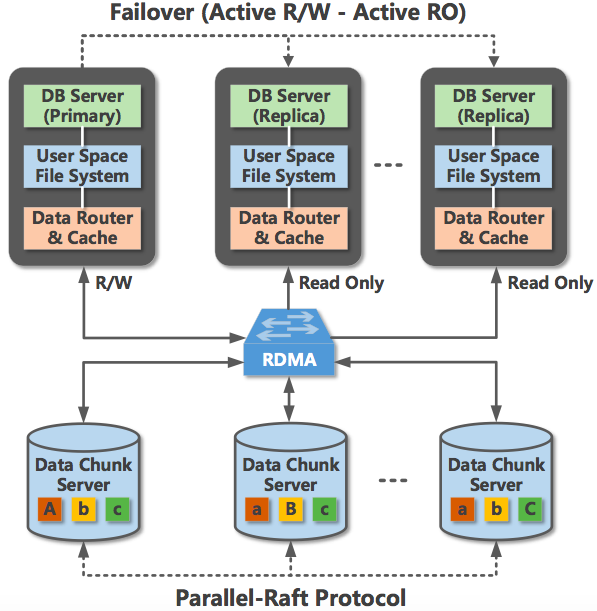 Failover (Active R/W - Active RO)
DB Server
(Primary)
User Space
File System
Data Router
& Cache
DB Server
(Replica)
User Space
File System
Data Router
& Cache
DB Server
(Replica)
User Space
File System
Data Router
& Cache
R/W
Read Only
Read Only
RDMA
Data Chunk
Server
A b c
Data Chunk
Server
a B c
Data Chunk
Server
a b C
Parallel-Raft Protocol